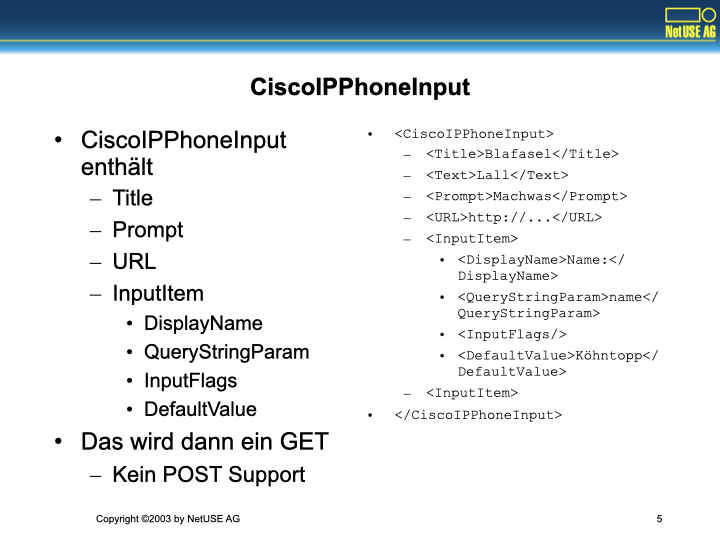 NetUSE AG
CiscoIPPhoneInput
• CiscoIPPhoneInput
enthält
– Title
– Prompt
– URL
– InputItem
• DisplayName
• QueryStringParam
• InputFlags
• DefaultValue
• Das wird dann ein GET
– Kein POST Support
• <CiscoIPPhoneInput>
– <Title>Blafasel</Title>
– <Text>Lall</Text>
– <Prompt>Machwas</Prompt>
– <URL>http://...</URL>
– <InputItem>
• <DisplayName>Name:</
DisplayName>
• <QueryStringParam>name</
QueryStringParam>
• <InputFlags/>
• <DefaultValue>Köhntopp</
DefaultValue>
– <InputItem>
• </CiscoIPPhoneInput>
Copyright ©2003 by NetUSE AG
5